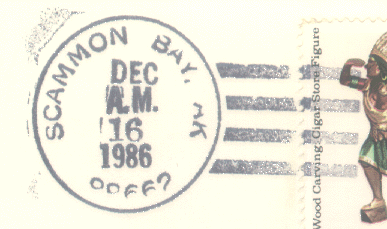 SCAMMON BAY, AK
DEC
A.M.
16
1986
Wood Carving: Cigar Store Figure